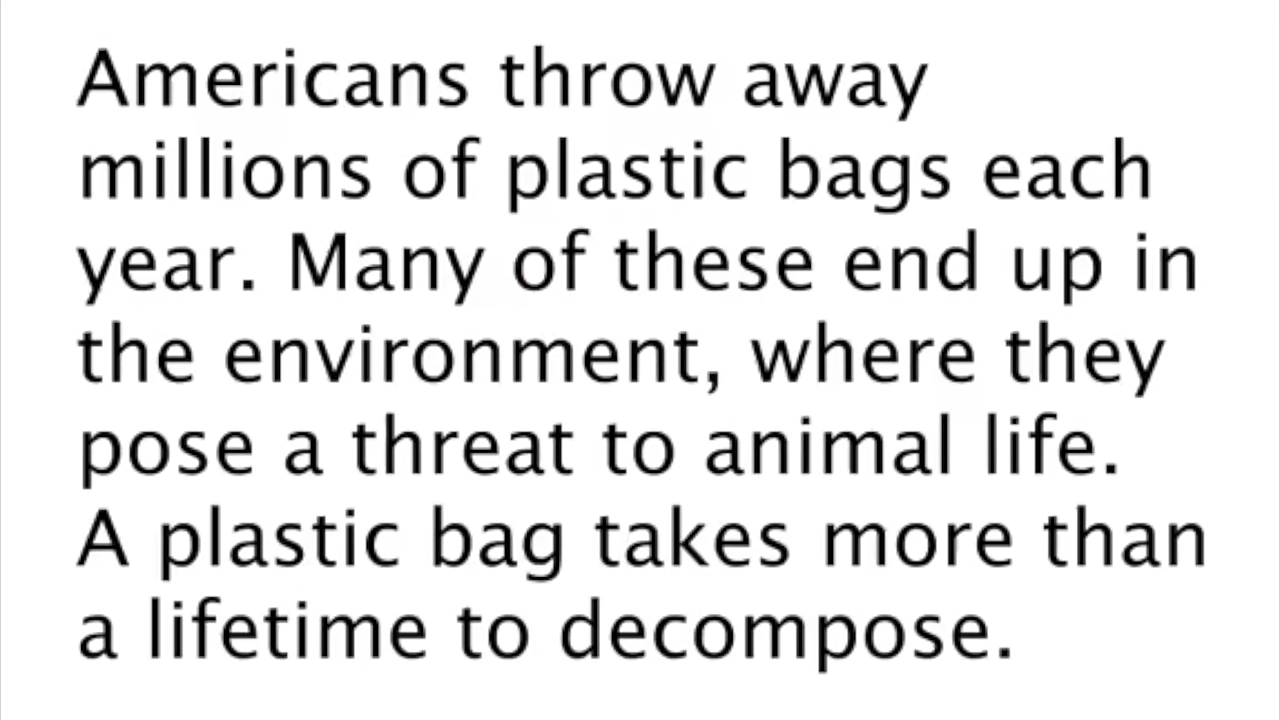 Americans throw away
millions of plastic bags each
year. Many of these end up in
the environment, where they
pose a threat to animal life.
A plastic bag takes more than
a lifetime to decompose.